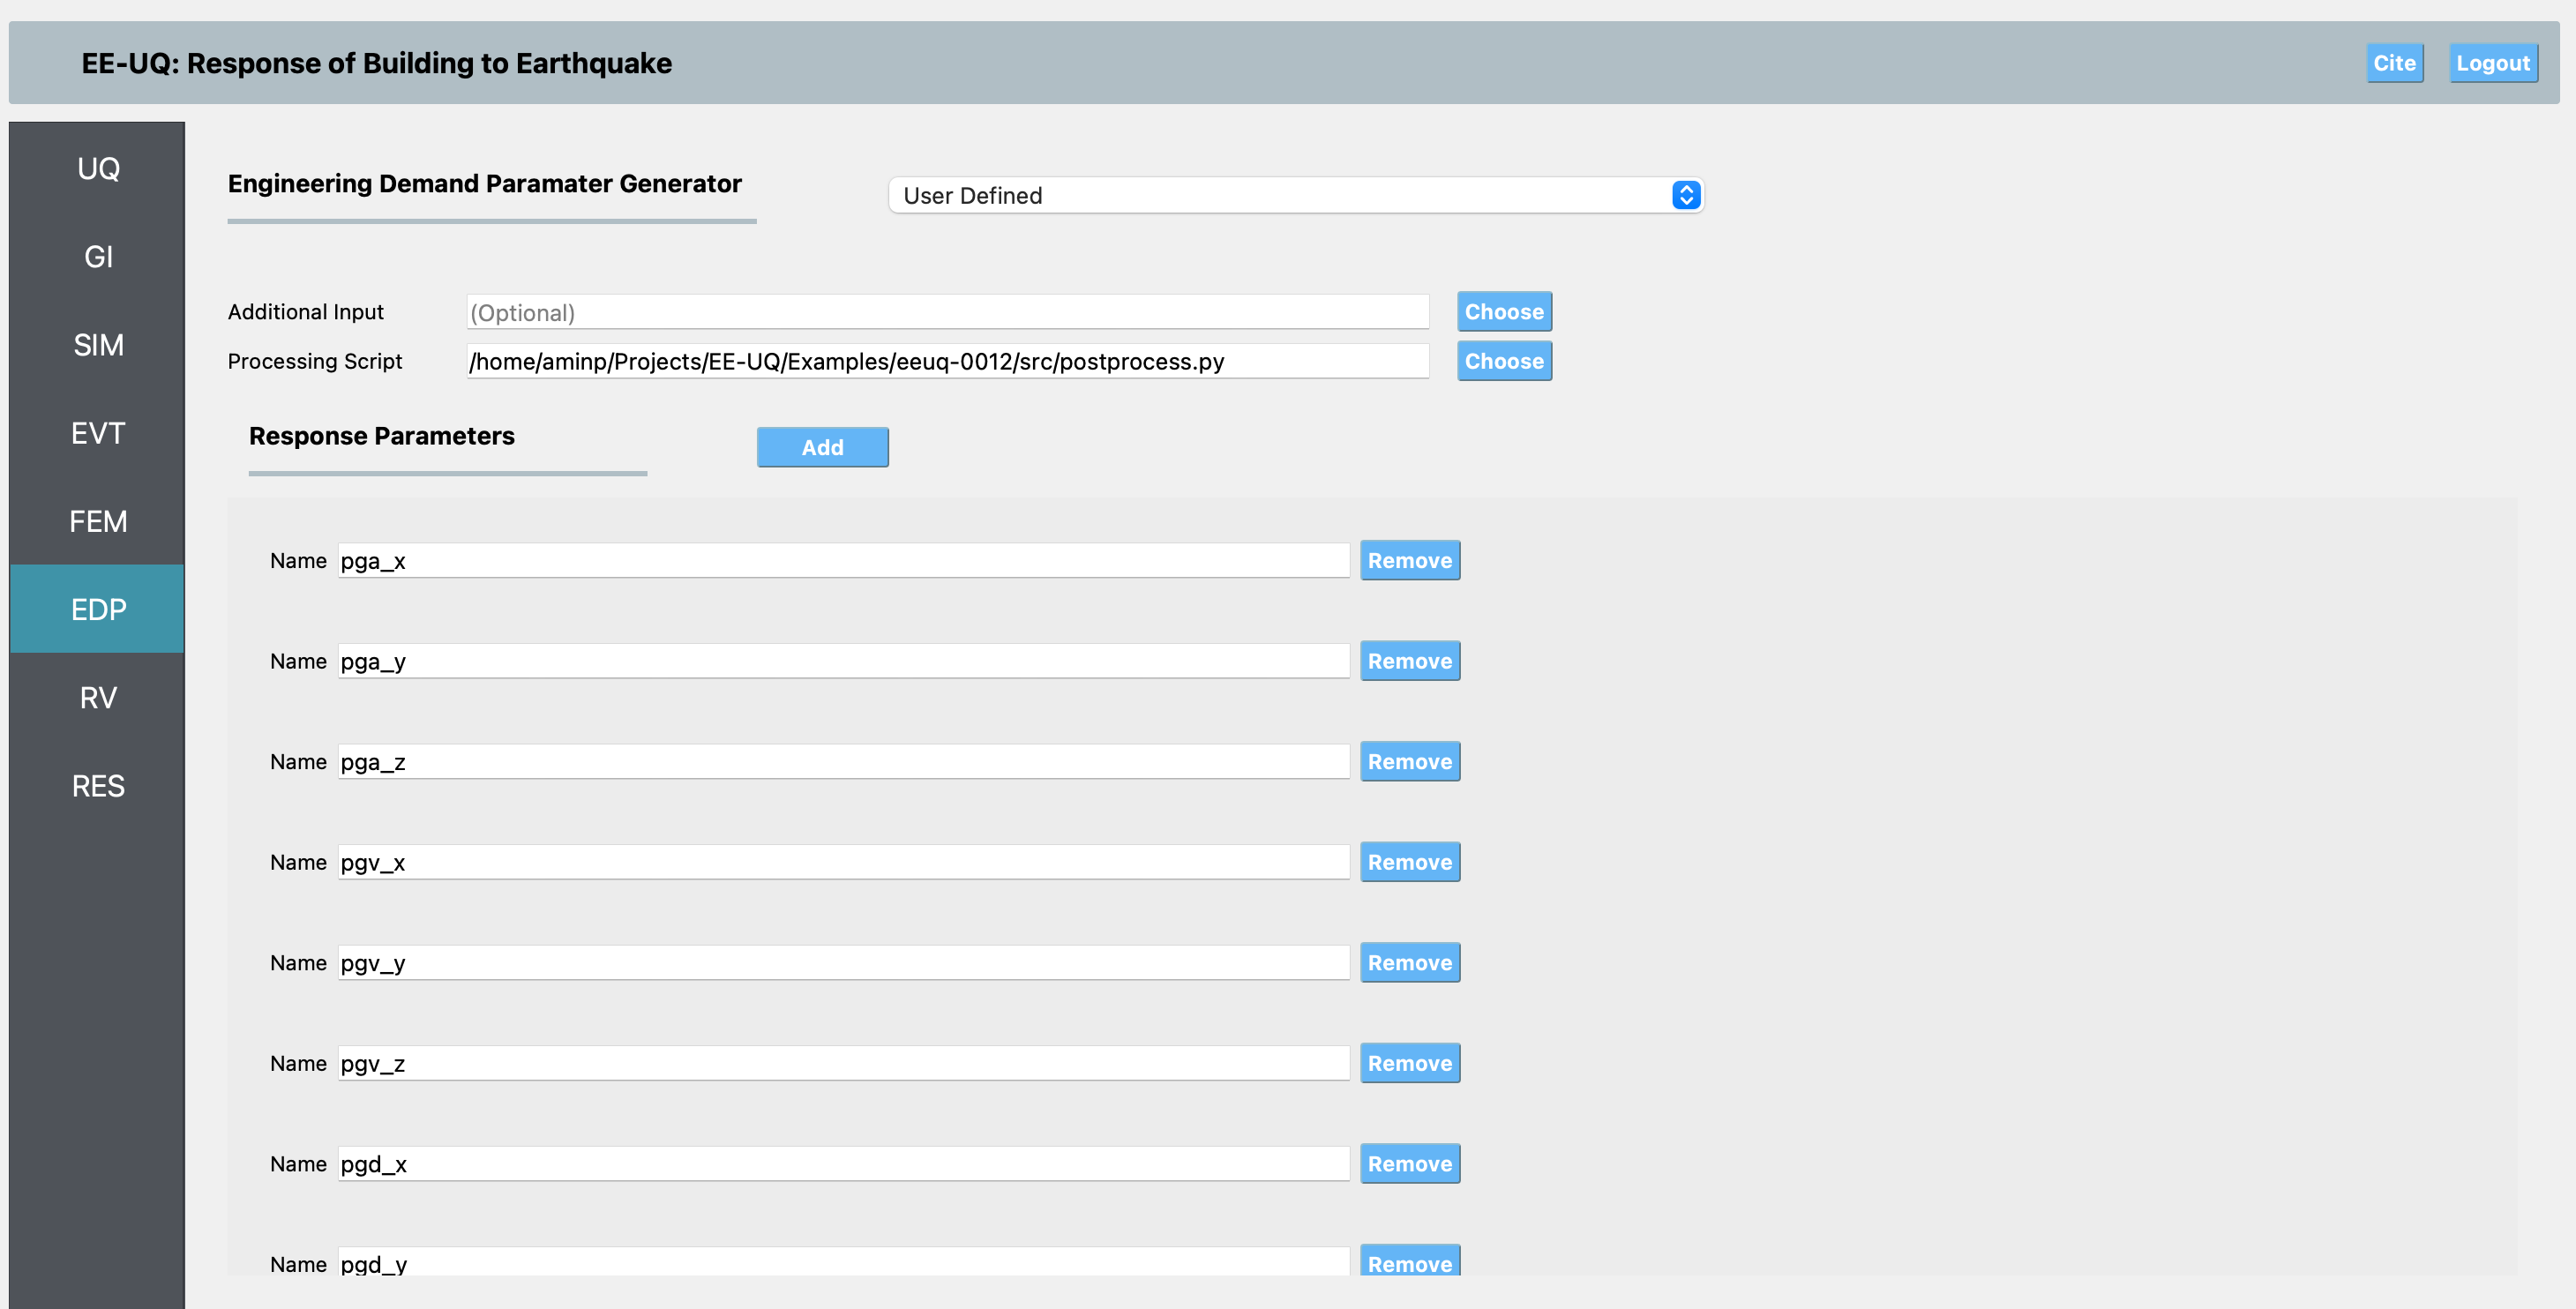 EE-UQ: Response of Building to Earthquake
Cite
Logout
UQ
GI
SIM
EVT
FEM
EDP
RV
RES
Engineering Demand Paramater Generator
User Defined
Additional Input
(Optional)
Choose
Processing Script
/home/aminp/Projects/EE-UQ/Examples/eeuq-0012/src/postprocess.py
Choose
Response Parameters
Add
Name pga_x Remove
Name pga_y Remove
Name pga_z Remove
Name pgv_x Remove
Name pgv_y Remove
Name pgv_z Remove
Name pgd_x Remove
Name pgd_y Remove